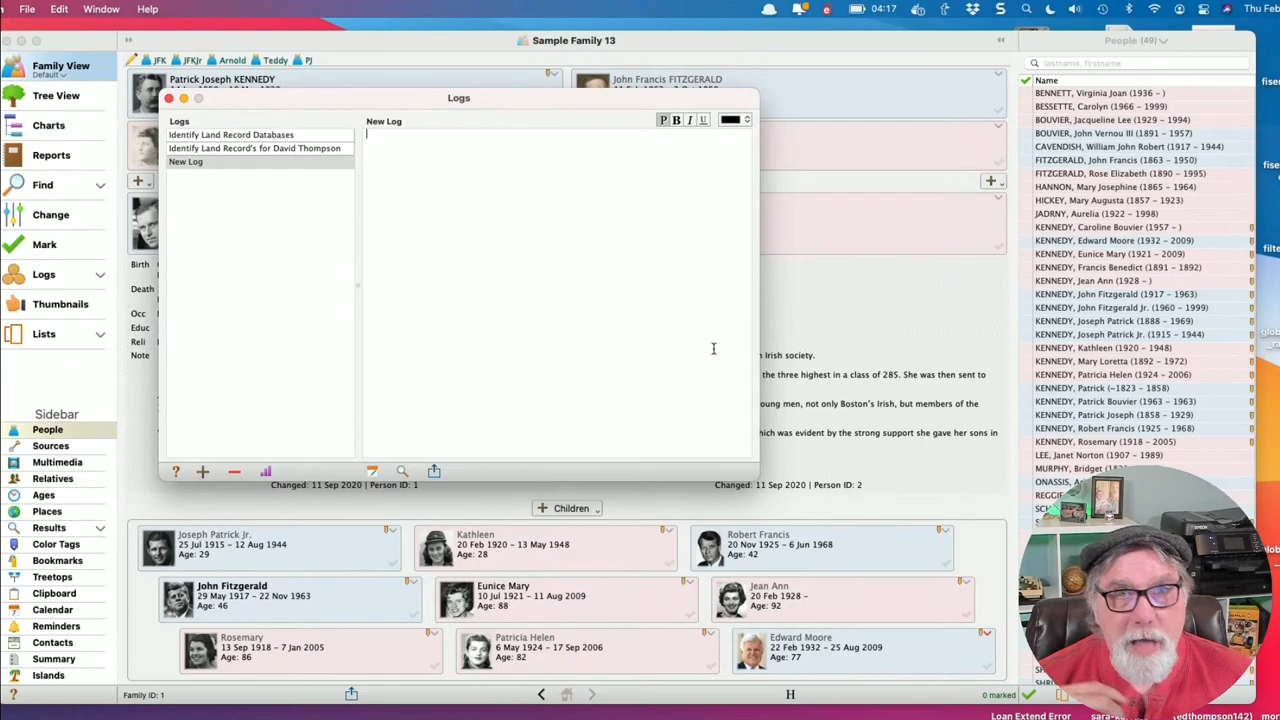 File Edit Window Help
04:17
Thu Feb
Sample Family 13
People (49)
Family View
Default
Tree View
Charts
Reports
Find
Change
Mark
Logs
Thumbnails
Lists
Sidebar
People
Sources
Multimedia
Relatives
Ages
Places
Results
Color Tags
Bookmarks
Treetops
Clipboard
Calendar
Reminders
Contacts
Summary
Islands
JFK JFKJr Arnold Teddy PJ
Patrick Joseph KENNEDY
John Francis FITZGERALD
Logs
Logs
New Log
P B I U
Identify Land Record Databases
Identify Land Record's for David Thompson
New Log
Birth
Death
Occ
Educ
Reli
Note
n Irish society.
the three highest in a class of 285. She was then sent to
oung men, not only Boston's Irish, but members of the
hich was evident by the strong support she gave her sons in
Changed: 11 Sep 2020 | Person ID: 1
Changed: 11 Sep 2020 | Person ID: 2
Children
Joseph Patrick Jr.
25 Jul 1915 - 12 Aug 1944
Age: 29
Kathleen
20 Feb 1920 - 13 May 1948
Age: 28
Robert Francis
20 Nov 1925 - 6 Jun 1968
Age: 42
John Fitzgerald
29 May 1917 - 22 Nov 1963
Age: 46
Eunice Mary
10 Jul 1921 - 11 Aug 2009
Age: 88
Jean Ann
20 Feb 1928 -
Age: 92
Rosemary
13 Sep 1918 - 7 Jan 2005
Age: 86
Patricia Helen
6 May 1924 - 17 Sep 2006
Age: 82
Edward Moore
22 Feb 1932 - 25 Aug 2009
Age: 77
Family ID: 1
H
0 marked
lastname, firstname
Name
BENNETT, Virginia Joan (1936 - )
BESSETTE, Carolyn (1966 - 1999)
BOUVIER, Jacqueline Lee (1929 - 1994)
BOUVIER, John Vernou III (1891 - 1957)
CAVENDISH, William John Robert (1917 - 1944)
FITZGERALD, John Francis (1863 - 1950)
FITZGERALD, Rose Elizabeth (1890 - 1995)
HANNON, Mary Josephine (1865 - 1964)
HICKEY, Mary Augusta (1857 - 1923)
JADRNY, Aurelia (1922 - 1998)
KENNEDY, Caroline Bouvier (1957 - )
KENNEDY, Edward Moore (1932 - 2009)
KENNEDY, Eunice Mary (1921 - 2009)
KENNEDY, Francis Benedict (1891 - 1892)
KENNEDY, Jean Ann (1928 - )
KENNEDY, John Fitzgerald (1917 - 1963)
KENNEDY, John Fitzgerald Jr. (1960 - 1999)
KENNEDY, Joseph Patrick (1888 - 1969)
KENNEDY, Joseph Patrick Jr. (1915 - 1944)
KENNEDY, Kathleen (1920 - 1948)
KENNEDY, Mary Loretta (1892 - 1972)
KENNEDY, Patricia Helen (1924 - 2006)
KENNEDY, Patrick (~1823 - 1858)
KENNEDY, Patrick Bouvier (1963 - 1963)
KENNEDY, Patrick Joseph (1858 - 1929)
KENNEDY, Robert Francis (1925 - 1968)
KENNEDY, Rosemary (1918 - 2005)
LEE, Janet Norton (1907 - 1989)
MURPHY, Bridget
ONASSIS,
REGGIE
Loan Extend Error
(edthompson142)